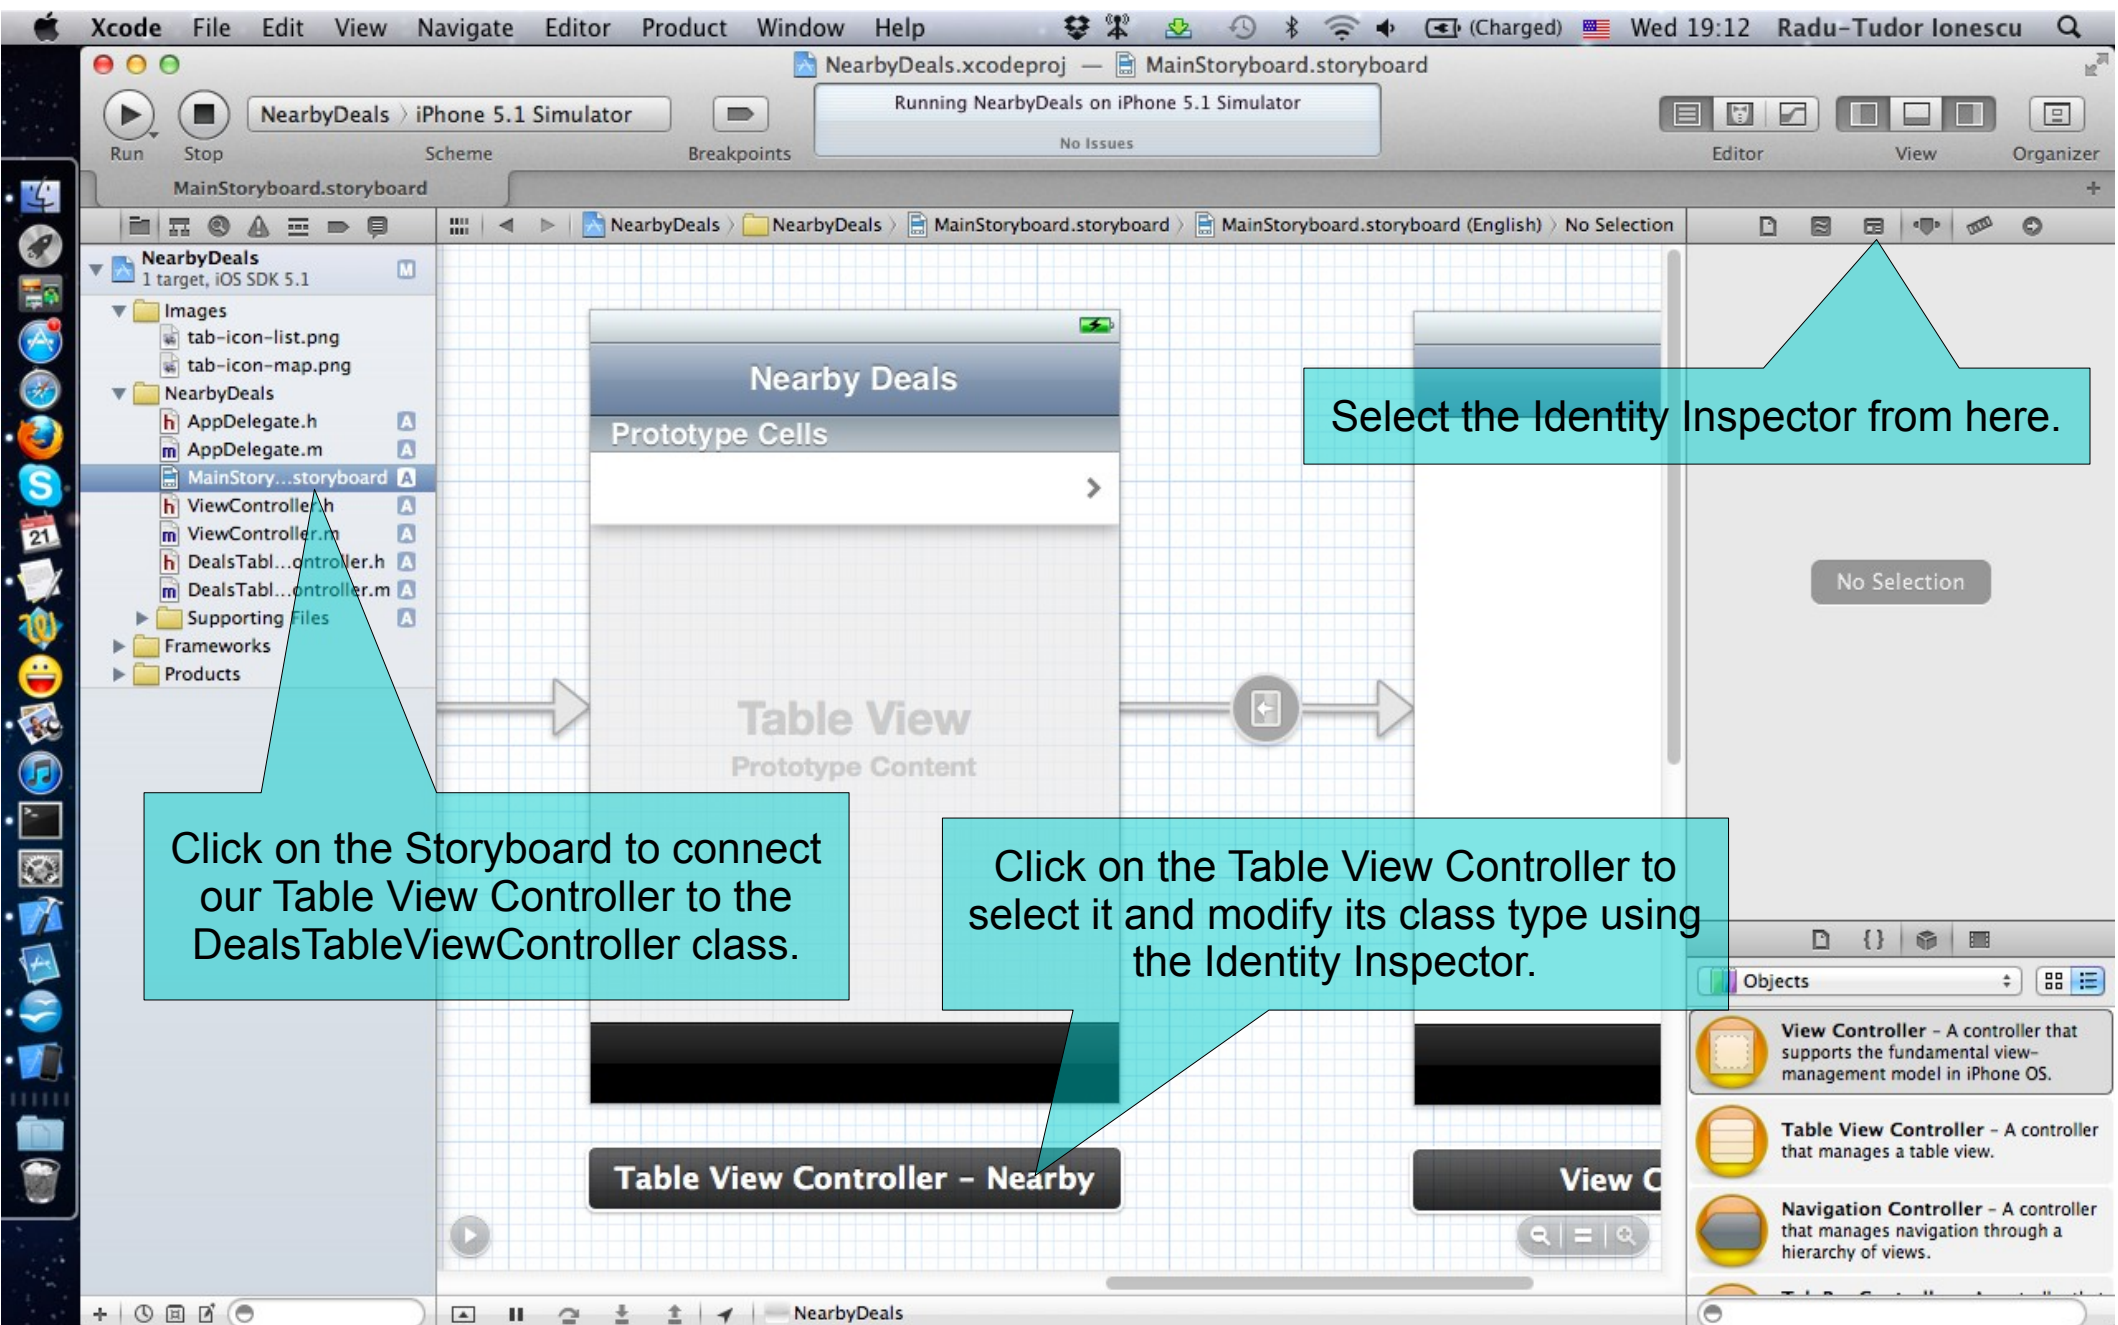 Xcode File Edit View Navigate Editor Product Window Help (Charged) Wed 19:12 Radu-Tudor Ionescu
NearbyDeals.xcodeproj — MainStoryboard.storyboard
NearbyDeals 〉 iPhone 5.1 Simulator
Running NearbyDeals on iPhone 5.1 Simulator
No Issues
Run Stop Scheme Breakpoints Editor View Organizer
MainStoryboard.storyboard
NearbyDeals 〉 NearbyDeals 〉 MainStoryboard.storyboard 〉 MainStoryboard.storyboard (English) 〉 No Selection
NearbyDeals M
1 target, iOS SDK 5.1
Images
tab-icon-list.png
tab-icon-map.png
NearbyDeals
AppDelegate.h A
AppDelegate.m A
MainStory...storyboard A
ViewController.h A
ViewController.m A
DealsTabl...ontroller.h A
DealsTabl...ontroller.m A
Supporting Files A
Frameworks
Products
21
Nearby Deals
Prototype Cells
Table View
Prototype Content
Select the Identity Inspector from here.
No Selection
Click on the Storyboard to connect
our Table View Controller to the
DealsTableViewController class.
Click on the Table View Controller to
select it and modify its class type using
the Identity Inspector.
Table View Controller – Nearby
View C
Objects
View Controller – A controller that
supports the fundamental view-
management model in iPhone OS.
Table View Controller – A controller
that manages a table view.
Navigation Controller – A controller
that manages navigation through a
hierarchy of views.
NearbyDeals